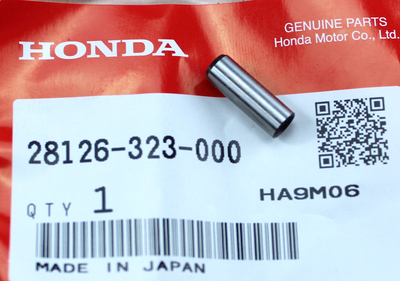 HONDA
GENUINE PARTS
Honda Motor Co., Ltd.
28126-323-000
QTY 1
HA9M06
MADE IN JAPAN